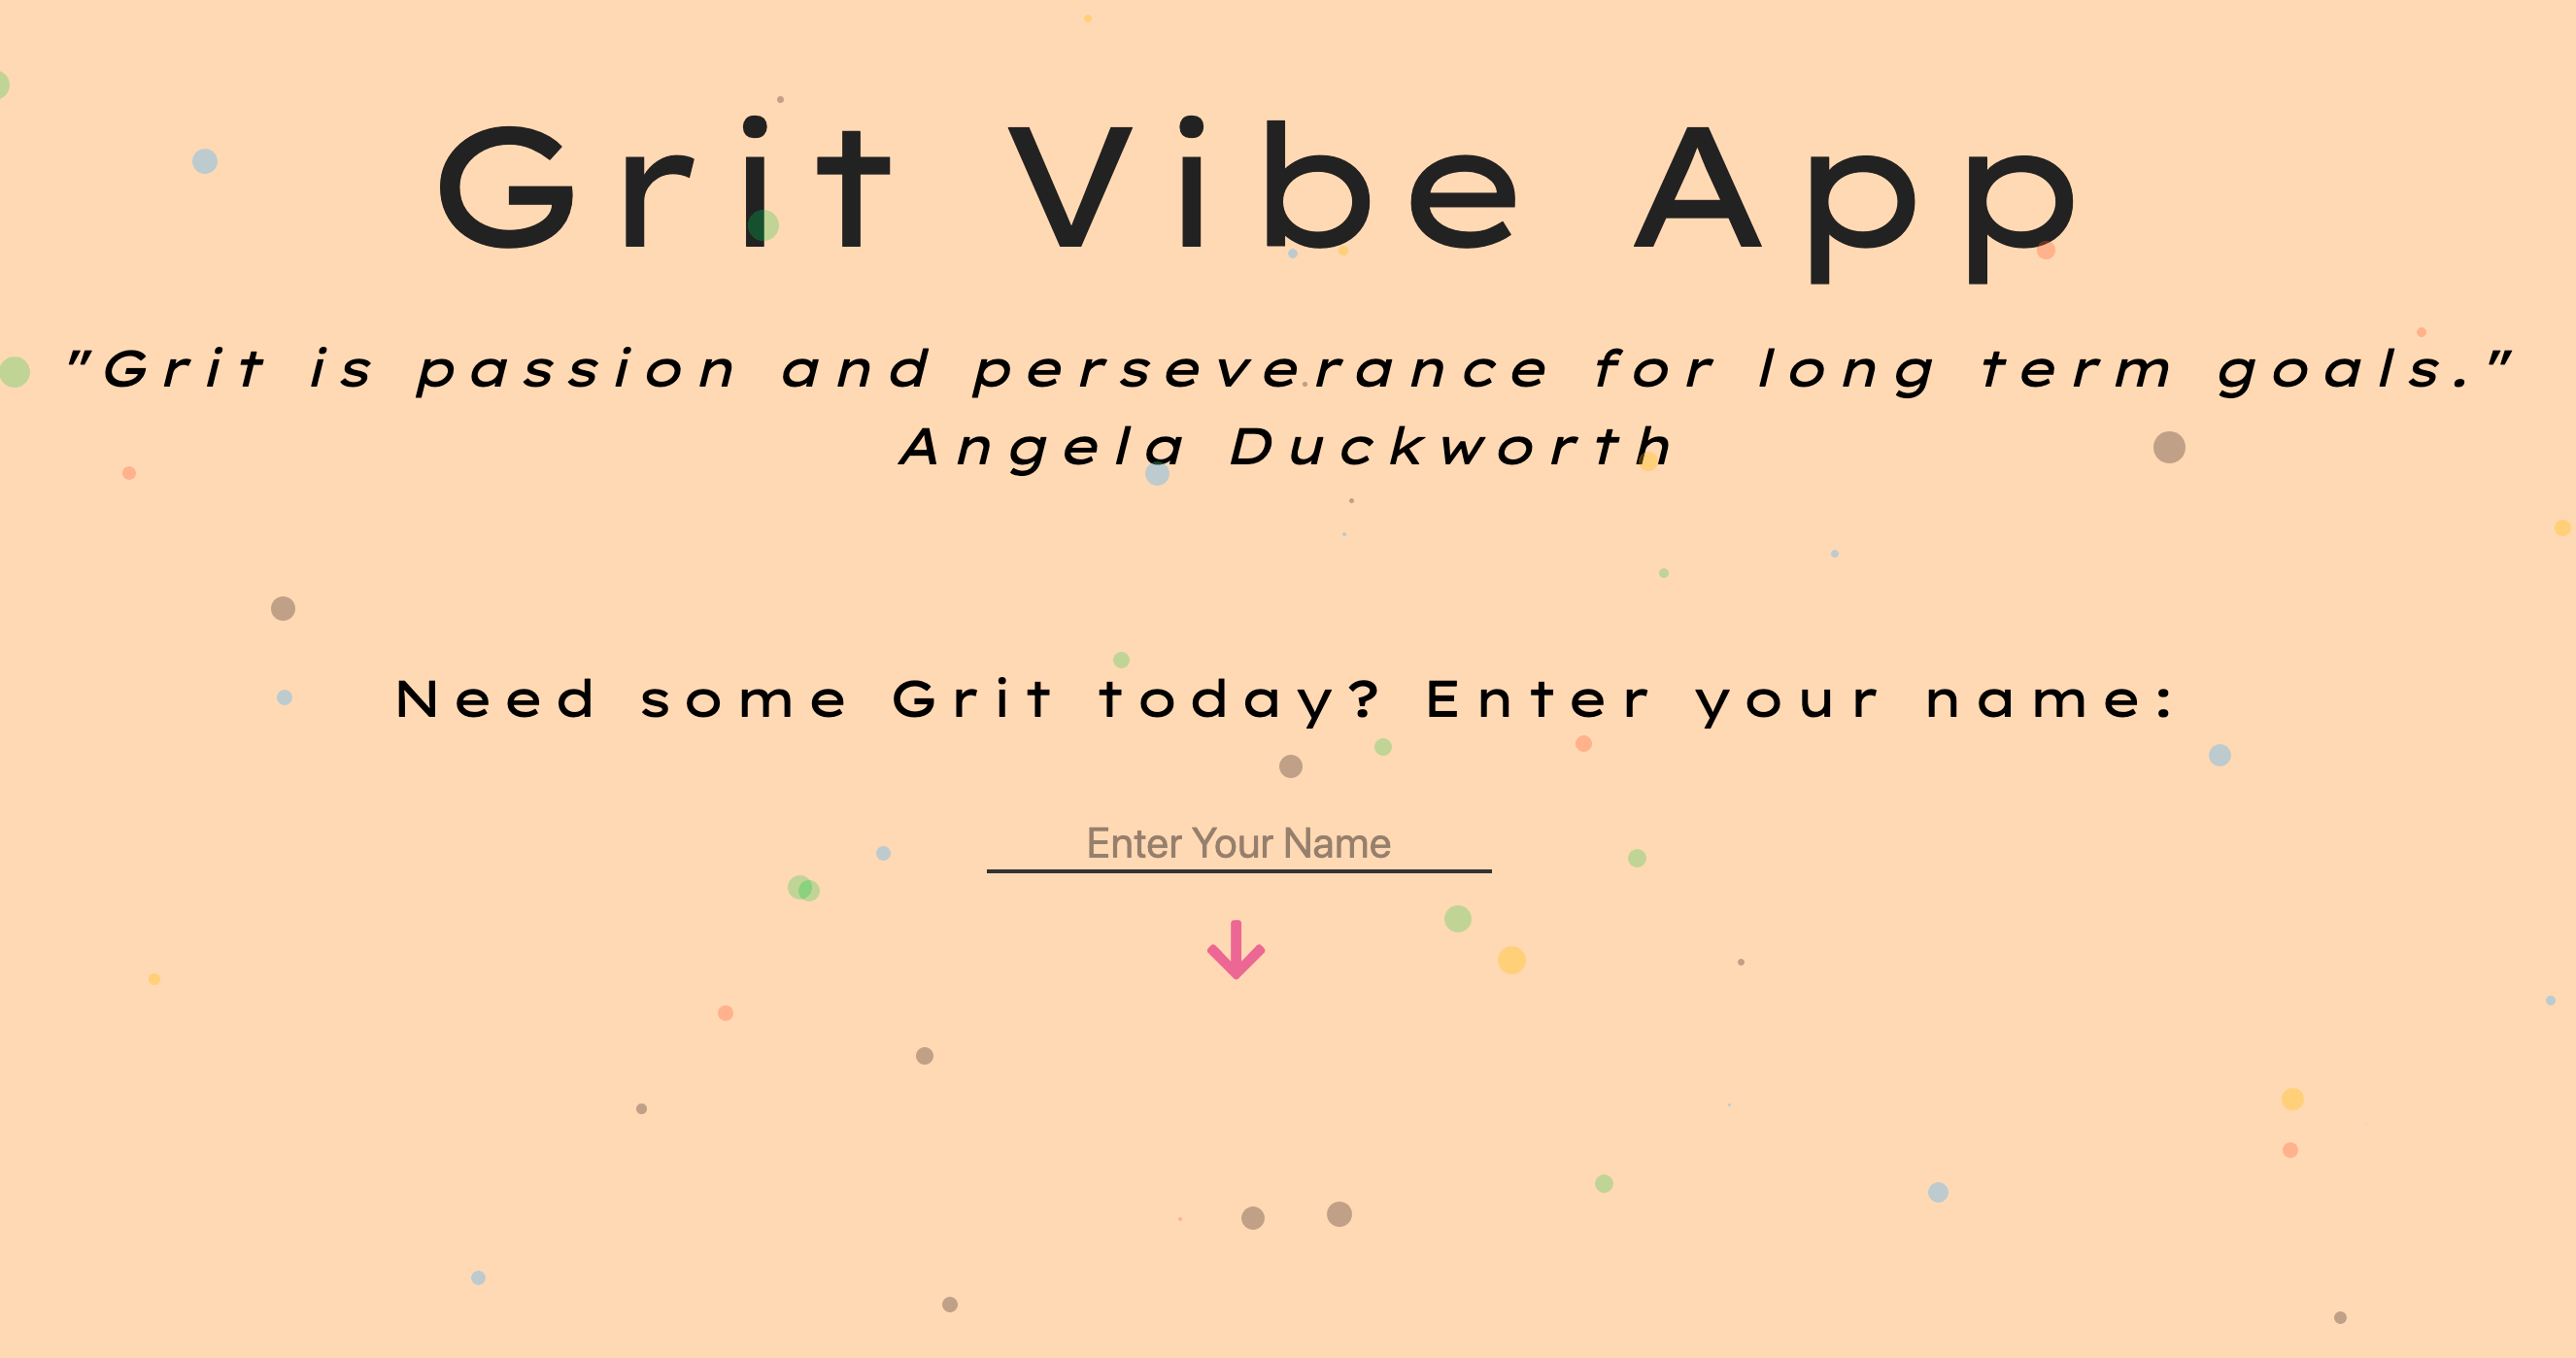 Grit Vibe App
"Grit is passion and perseverance for long term goals."
Angela Duckworth
Need some Grit today? Enter your name:
Enter Your Name